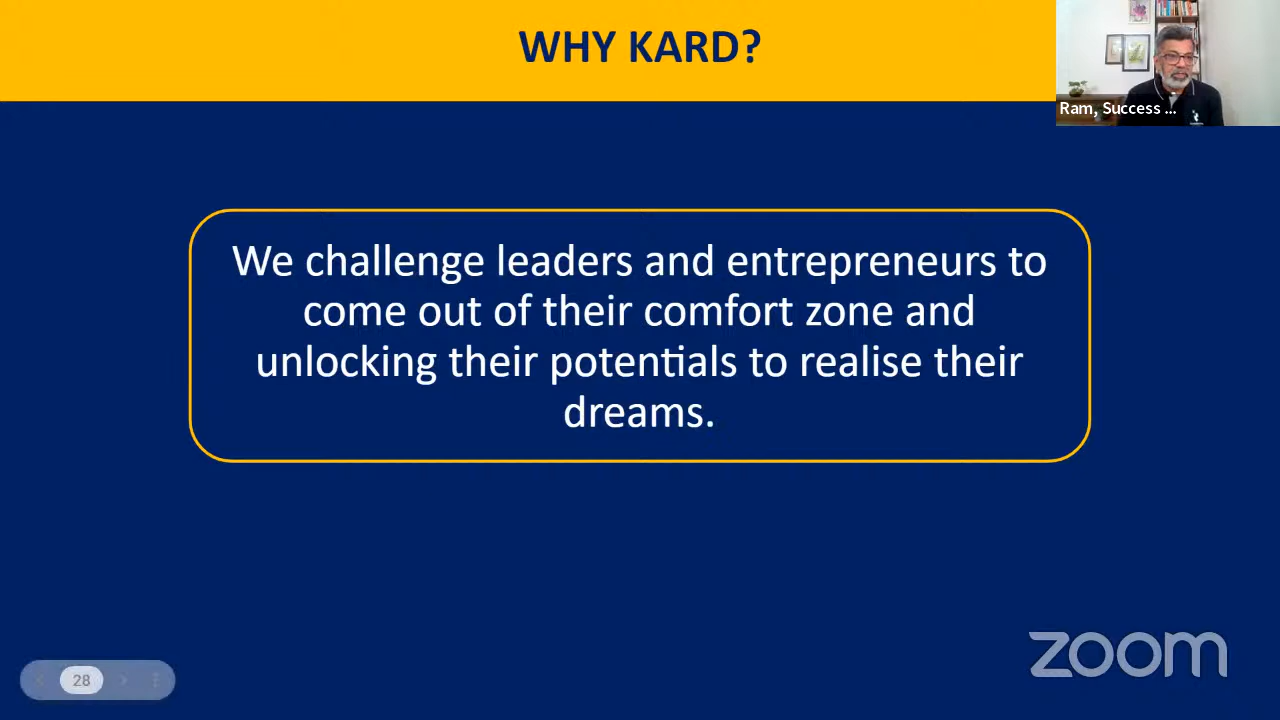 WHY KARD?
Ram, Success ...
We challenge leaders and entrepreneurs to
come out of their comfort zone and
unlocking their potentials to realise their
dreams.
zoom
28